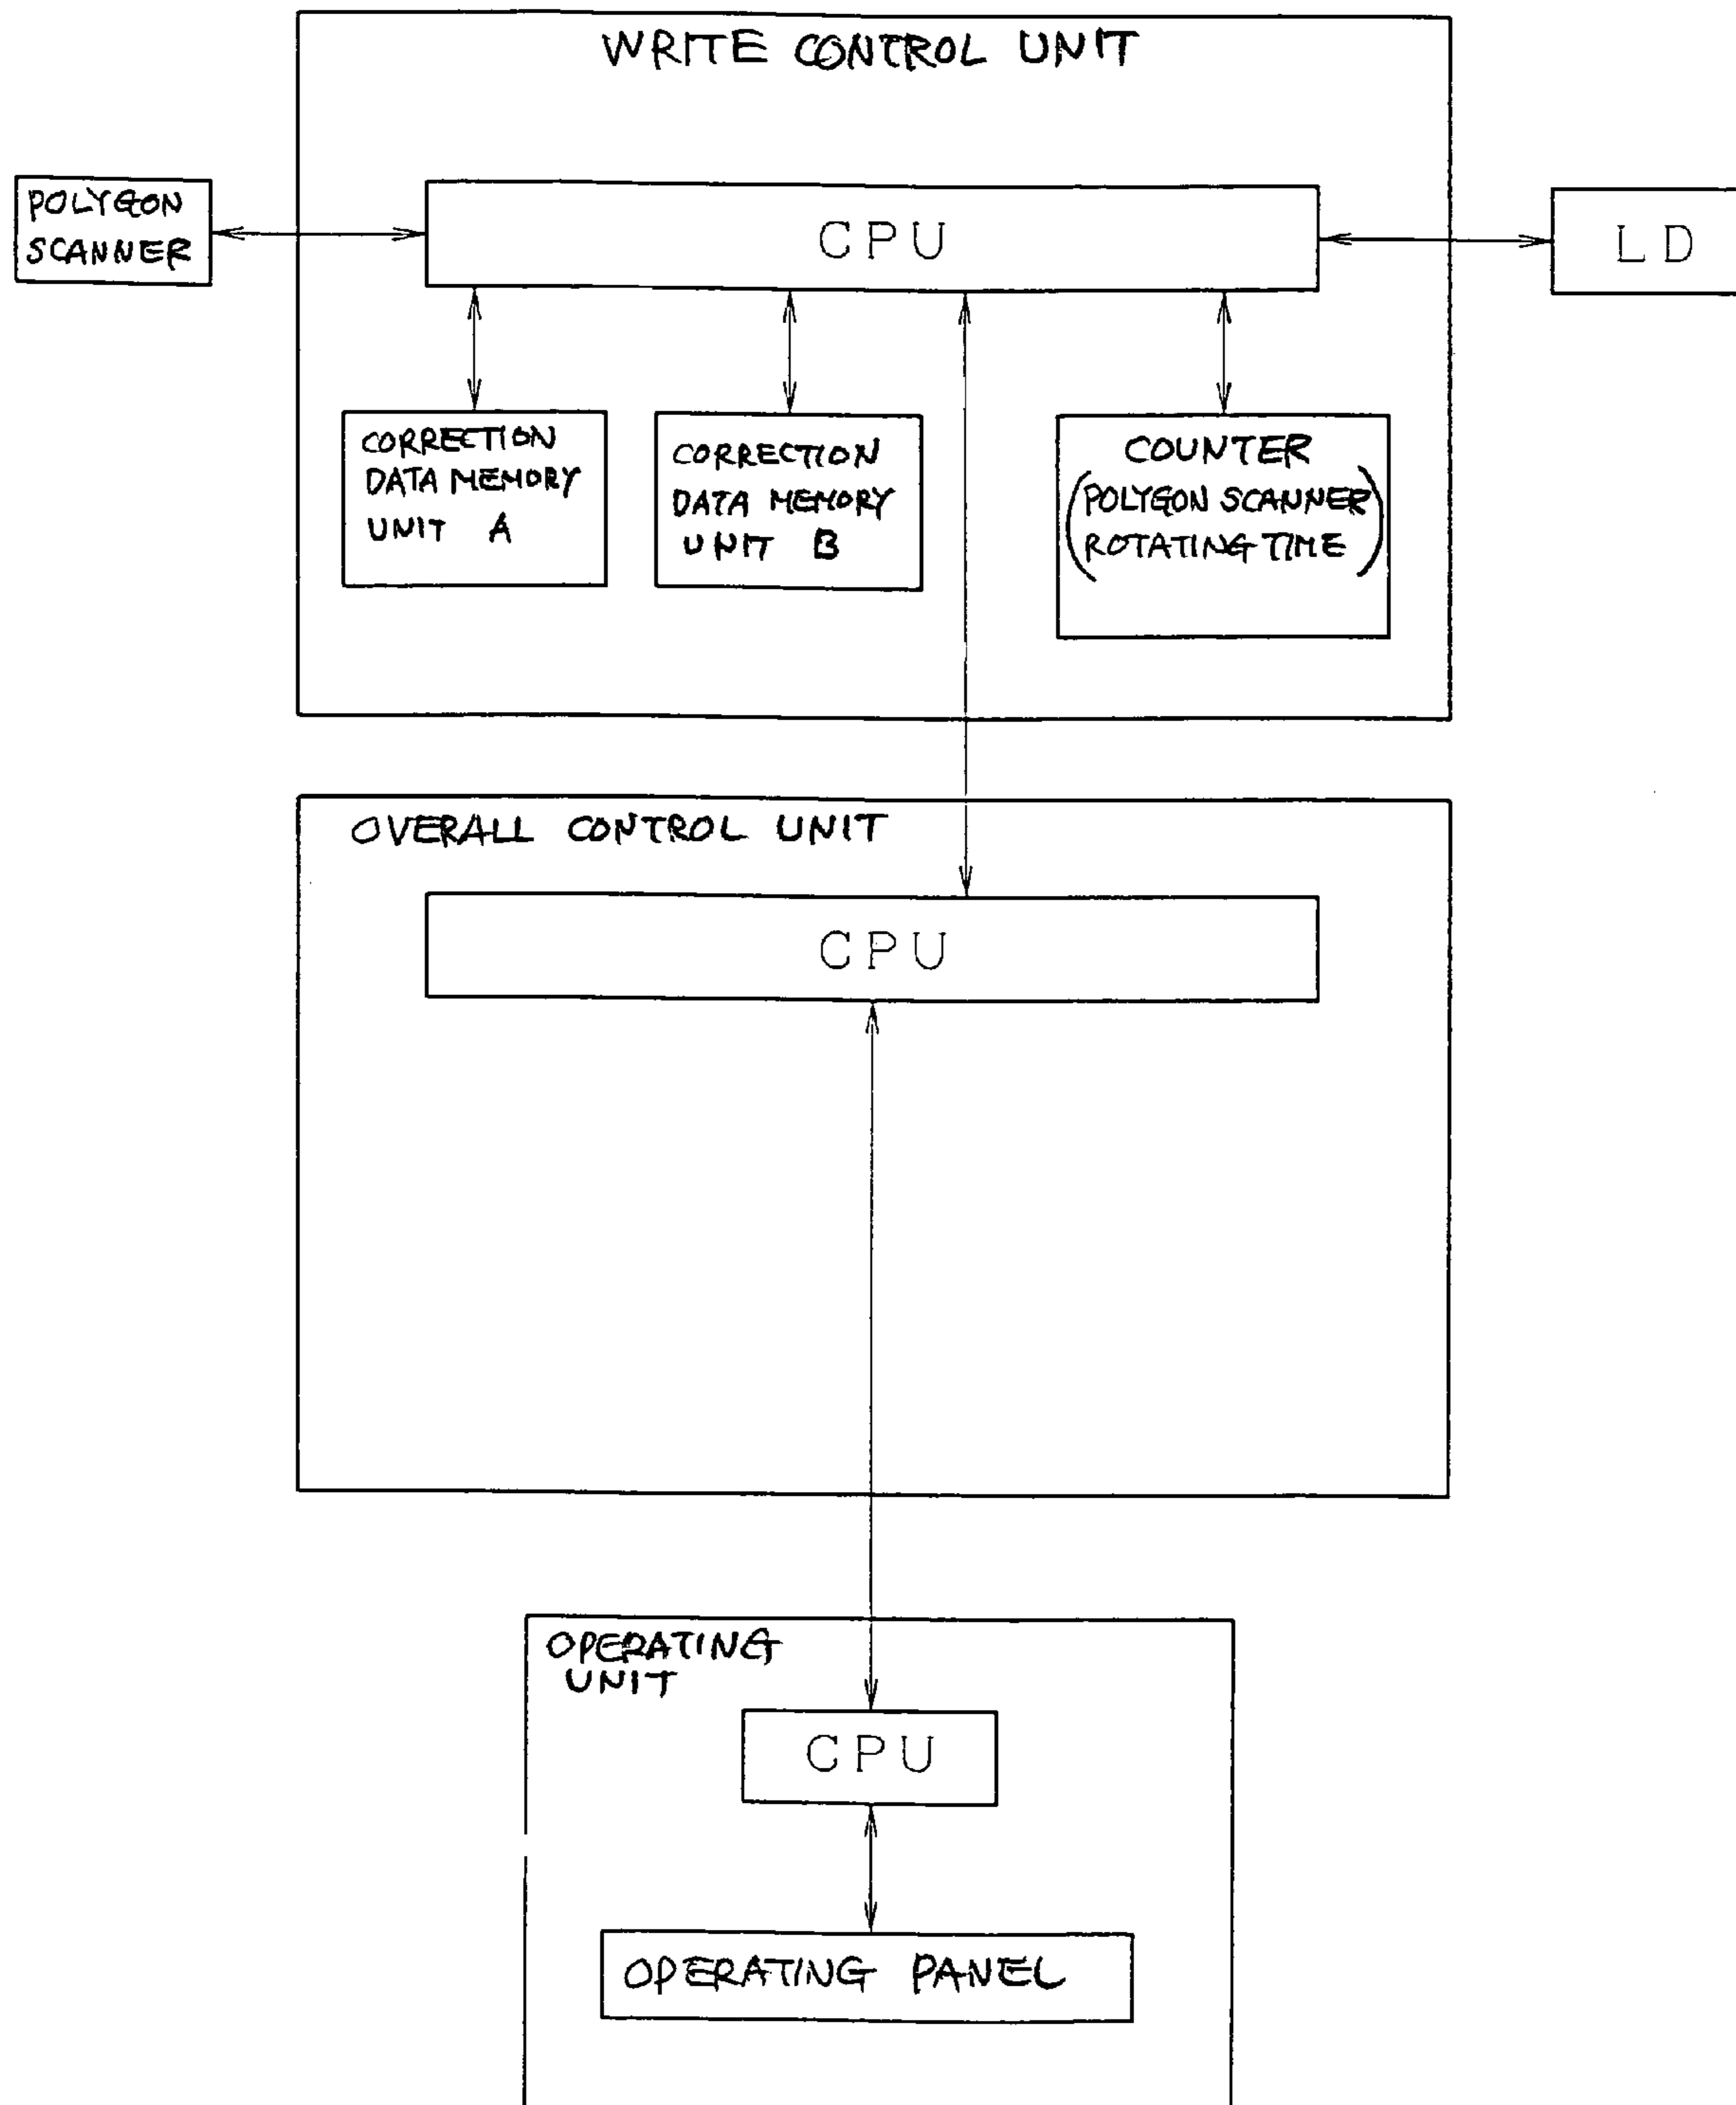 WRITE CONTROL UNIT
POLYGON
SCANNER
CPU
LD
CORRECTION
DATA MEMORY
UNIT A
CORRECTION
DATA MEMORY
UNIT B
COUNTER
(POLYGON SCANNER
ROTATING TIME)
OVERALL CONTROL UNIT
CPU
OPERATING
UNIT
CPU
OPERATING PANEL